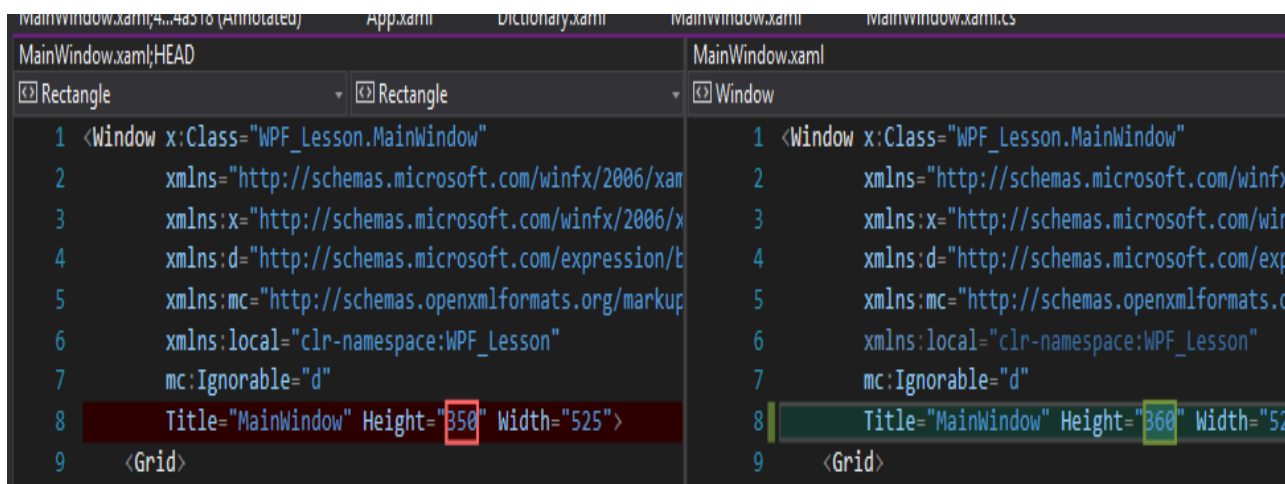 MainWindow.xaml;4...4a318 (Annotated) App.xaml Dictionary.xaml MainWindow.xaml MainWindow.xaml.cs
MainWindow.xaml;HEAD
Rectangle Rectangle
1 <Window x:Class="WPF_Lesson.MainWindow"
2 xmlns="http://schemas.microsoft.com/winfx/2006/xam
3 xmlns:x="http://schemas.microsoft.com/winfx/2006/x
4 xmlns:d="http://schemas.microsoft.com/expression/b
5 xmlns:mc="http://schemas.openxmlformats.org/markup
6 xmlns:local="clr-namespace:WPF_Lesson"
7 mc:Ignorable="d"
8 Title="MainWindow" Height="350" Width="525">
9 <Grid>
MainWindow.xaml
Window
1 <Window x:Class="WPF_Lesson.MainWindow"
2 xmlns="http://schemas.microsoft.com/winfx
3 xmlns:x="http://schemas.microsoft.com/win
4 xmlns:d="http://schemas.microsoft.com/exp
5 xmlns:mc="http://schemas.openxmlformats.o
6 xmlns:local="clr-namespace:WPF_Lesson"
7 mc:Ignorable="d"
8 Title="MainWindow" Height="360" Width="52
9 <Grid>